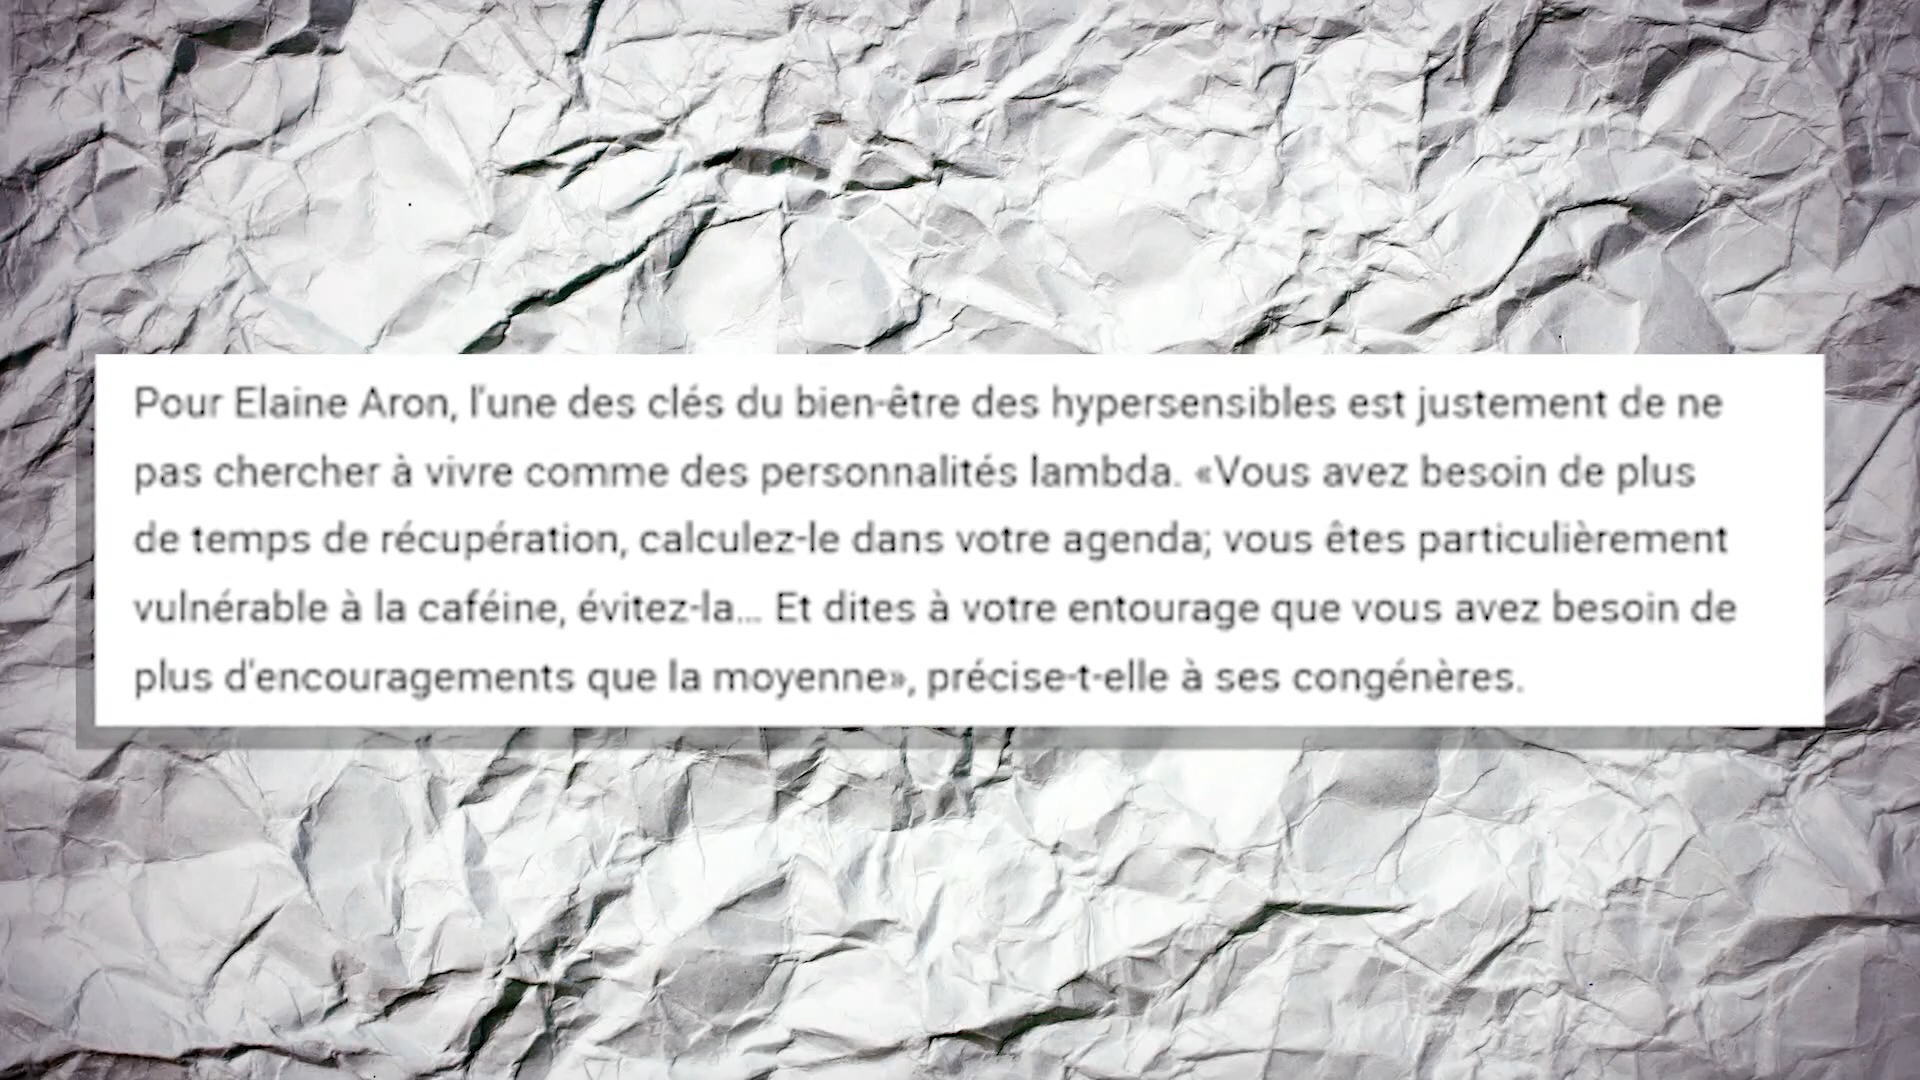 Pour Elaine Aron, l'une des clés du bien-être des hypersensibles est justement de ne
pas chercher à vivre comme des personnalités lambda. «Vous avez besoin de plus
de temps de récupération, calculez-le dans votre agenda; vous êtes particulièrement
vulnérable à la caféine, évitez-la... Et dites à votre entourage que vous avez besoin de
plus d'encouragements que la moyenne», précise-t-elle à ses congénères.